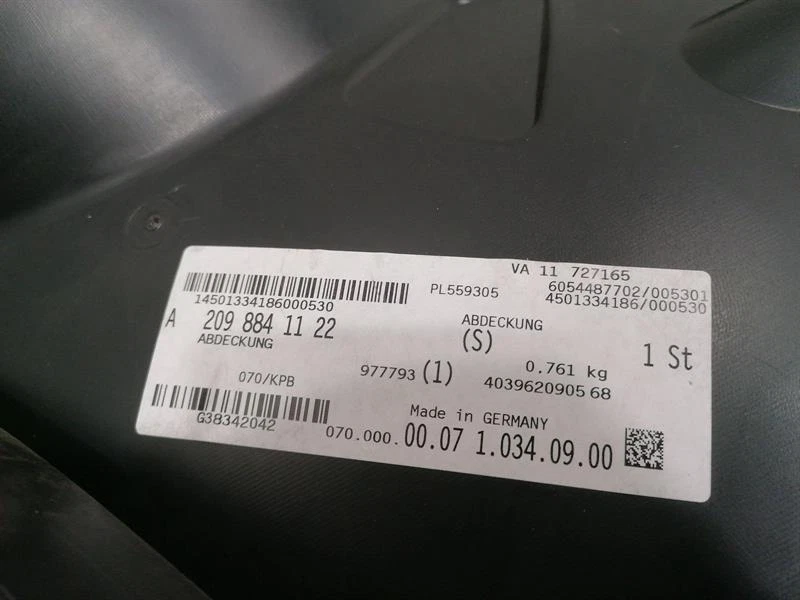 VA 11 727165
PL559305
6054487702/005301
4501334186/000530
14501334186000530
A 209 884 11 22
ABDECKUNG
ABDECKUNG
(S)
0.761 kg
1 St
070/KPB
977793 (1)
4039620905 68
G38342042
Made in GERMANY
070.000. 00.07 1.034.09.00